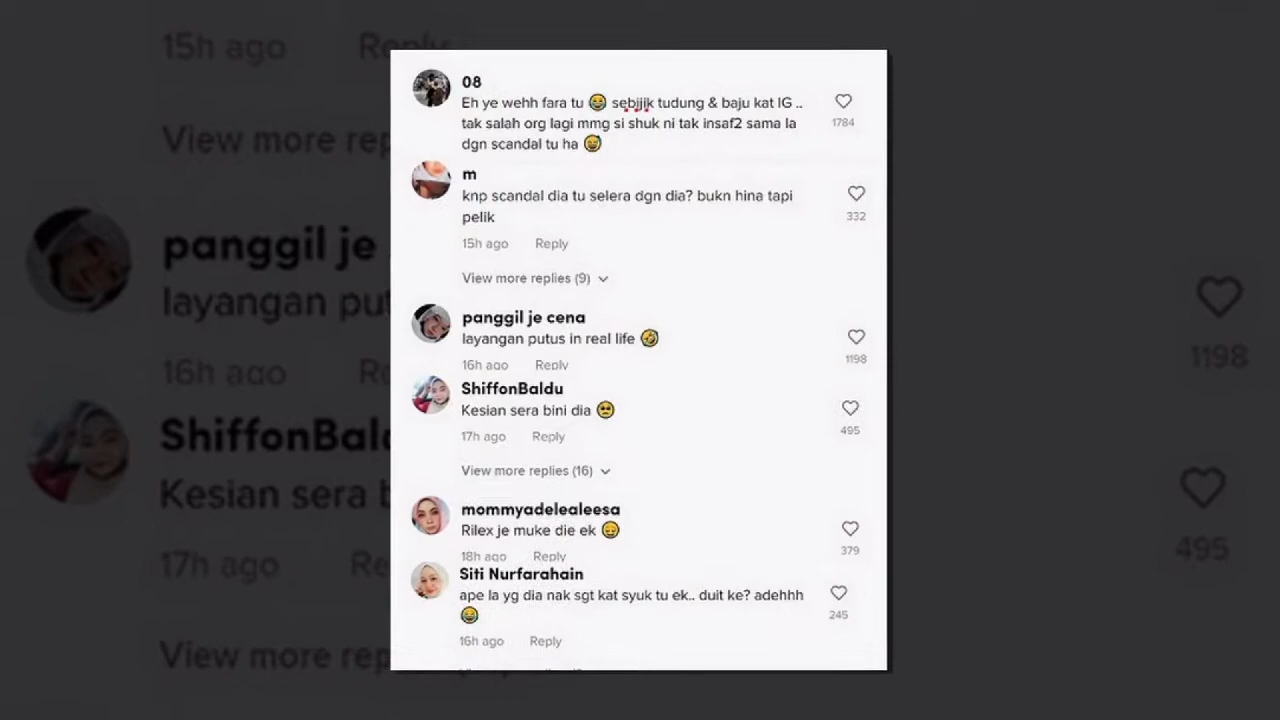 15h ago Reply
View more rep
panggil je
layangan put
16h ago
ShiffonBald
Kesian sera b
17h ago
View more rep
1198
495
08
Eh ye wehh fara tu 😂 sebijik tudung & baju kat IG ..
tak salah org lagi mmg si shuk ni tak insaf2 sama la
dgn scandal tu ha 😅
1784
m
knp scandal dia tu selera dgn dia? bukn hina tapi
pelik
332
15h ago Reply
View more replies (9)
panggil je cena
layangan putus in real life 🤣
1198
16h ago Reply
ShiffonBaldu
Kesian sera bini dia 🥺
495
17h ago Reply
View more replies (16)
mommyadelealeesa
Rilex je muke die ek 😌
379
18h ago Reply
Siti Nurfarahain
ape la yg dia nak sgt kat syuk tu ek.. duit ke? adehhh
😂
245
16h ago Reply